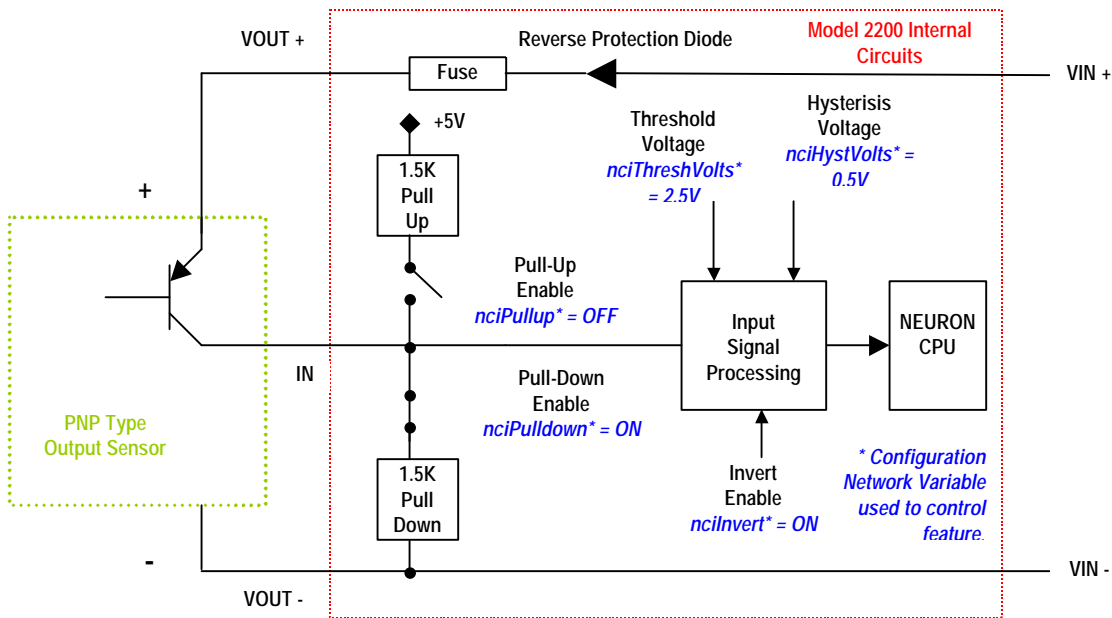 VOUT +
Reverse Protection Diode
Model 2200 Internal
Circuits
Fuse
VIN +
+5V
Threshold
Voltage
nciThreshVolts*
= 2.5V
Hysterisis
Voltage
nciHystVolts* =
0.5V
1.5K
Pull
Up
+
Pull-Up
Enable
nciPullup* = OFF
Input
Signal
Processing
NEURON
CPU
IN
PNP Type
Output Sensor
Pull-Down
Enable
nciPulldown* = ON
1.5K
Pull
Down
Invert
Enable
nciInvert* = ON
* Configuration
Network Variable
used to control
feature.
-
VOUT -
VIN -